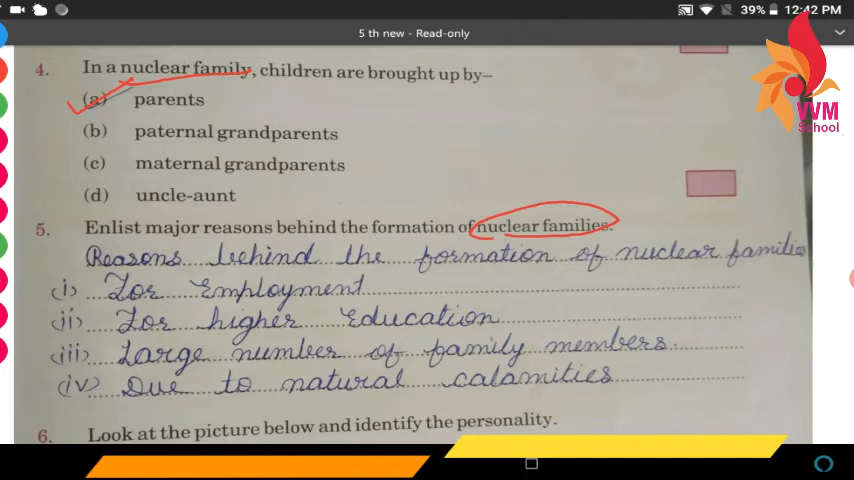 39% 12:42 PM
5 th new - Read-only
VVM
School
4. In a nuclear family, children are brought up by–
(a) parents
(b) paternal grandparents
(c) maternal grandparents
(d) uncle-aunt
5. Enlist major reasons behind the formation of nuclear families.
Reasons behind the formation of nuclear families
(i) For Employment
(ii) For higher Education
(iii) Large number of family members.
(iv) Due to natural calamities
6. Look at the picture below and identify the personality.